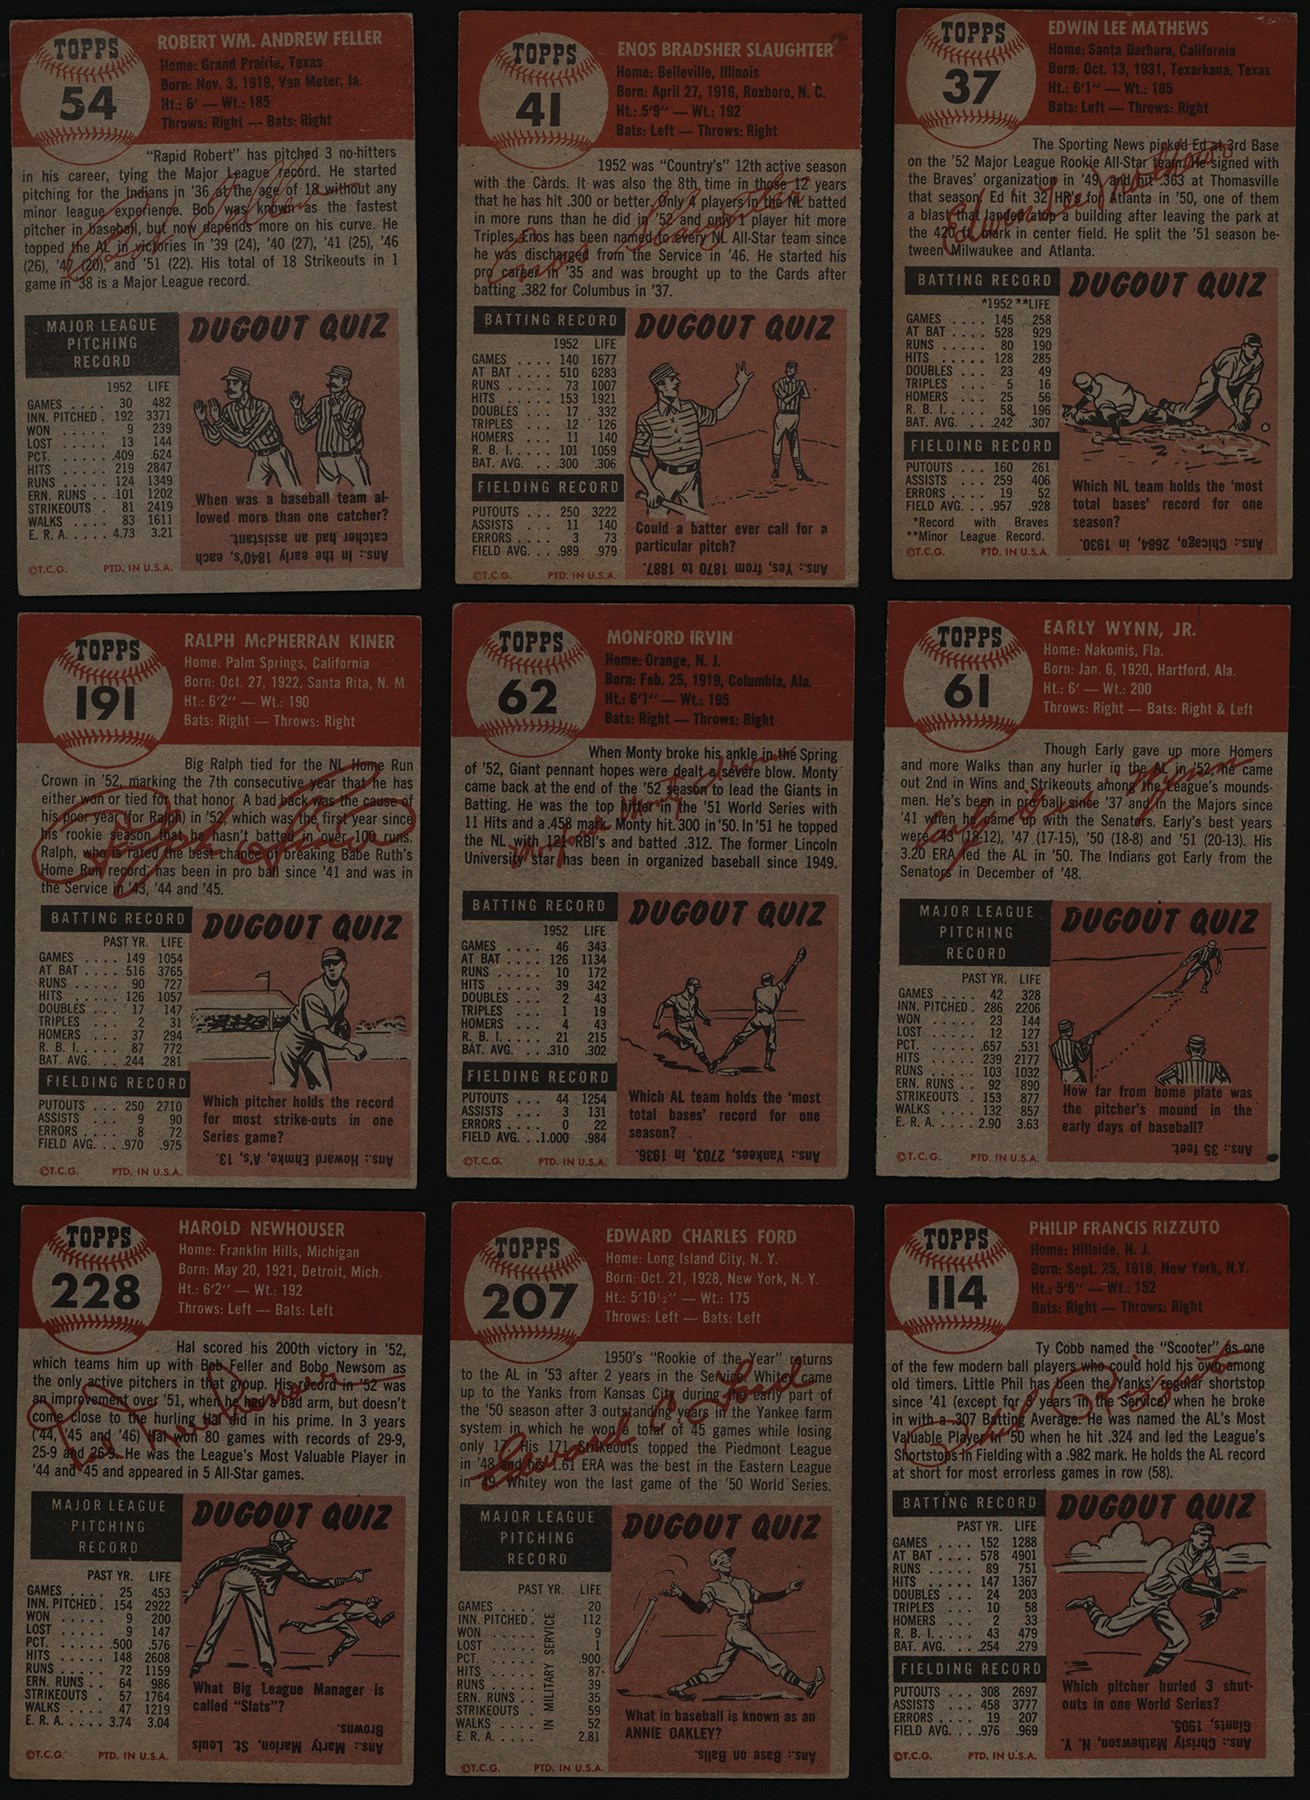 TOPPS
54
ROBERT WM. ANDREW FELLER
Home: Grand Prairie, Texas
Born: Nov. 3, 1919, Van Meter, Ia.
Ht.: 6' — Wt.: 185
Throws: Right — Bats: Right
"Rapid Robert" has pitched 3 no-hitters
in his career, tying the Major League record. He started
pitching for the Indians in '36 at the age of 18 without any
minor league experience. Bob was known as the fastest
pitcher in baseball, but now depends more on his curve. He
topped the AL in victories in '39 (24), '40 (27), '41 (25), '46
(26), '47 (20), and '51 (22). His total of 18 Strikeouts in 1
game in '38 is a Major League record.
Bob Feller
MAJOR LEAGUE
PITCHING
RECORD
1952 LIFE
GAMES .... 30 482
INN. PITCHED . 192 3371
WON ..... 9 239
LOST ..... 13 144
PCT. ..... .409 .624
HITS ..... 219 2847
RUNS ..... 124 1349
ERN. RUNS .. 101 1202
STRIKEOUTS . 81 2419
WALKS .... 83 1611
E. R. A. .... 4.73 3.21
DUGOUT QUIZ
When was a baseball team al-
lowed more than one catcher?
Ans.: In the early 1840's, each
catcher had an assistant.
©T.C.G. PTD. IN U.S.A.
TOPPS
41
ENOS BRADSHER SLAUGHTER
Home: Belleville, Illinois
Born: April 27, 1916, Roxboro, N. C.
Ht.: 5'9" — Wt.: 192
Bats: Left — Throws: Right
1952 was "Country's" 12th active season
with the Cards. It was also the 8th time in those 12 years
that he has hit .300 or better. Only 4 players in the NL batted
in more runs than he did in '52 and only 1 player hit more
Triples. Enos has been named to every NL All-Star team since
he was discharged from the Service in '46. He started his
pro career in '35 and was brought up to the Cards after
batting .382 for Columbus in '37.
Enos Slaughter
BATTING RECORD
1952 LIFE
GAMES .... 140 1677
AT BAT .... 510 6283
RUNS .... 73 1007
HITS .... 153 1921
DOUBLES ... 17 332
TRIPLES ... 12 126
HOMERS ... 11 140
R. B. I. .... 101 1059
BAT. AVG. ... .300 .306
FIELDING RECORD
PUTOUTS ... 250 3222
ASSISTS ... 11 140
ERRORS ... 3 73
FIELD AVG. .. .989 .979
DUGOUT QUIZ
Could a batter ever call for a
particular pitch?
Ans.: Yes, from 1870 to 1887.
©T.C.G. PTD. IN U.S.A.
TOPPS
37
EDWIN LEE MATHEWS
Home: Santa Barbara, California
Born: Oct. 13, 1931, Texarkana, Texas
Ht.: 6'1" — Wt.: 185
Bats: Left — Throws: Right
The Sporting News picked Ed at 3rd Base
on the '52 Major League Rookie All-Star team. He signed with
the Braves' organization in '49, and hit .363 at Thomasville
that season. Ed hit 32 HR's for Atlanta in '50, one of them
a blast that landed atop a building after leaving the park at
the 420 ft. mark in center field. He split the '51 season be-
tween Milwaukee and Atlanta.
Edwin Lee Mathews
BATTING RECORD
*1952 **LIFE
GAMES .... 145 258
AT BAT .... 528 929
RUNS .... 80 190
HITS .... 128 285
DOUBLES ... 23 49
TRIPLES ... 5 16
HOMERS ... 25 56
R. B. I. .... 58 196
BAT. AVG. ... .242 .307
FIELDING RECORD
PUTOUTS ... 160 261
ASSISTS ... 259 406
ERRORS ... 19 52
FIELD AVG. .. .957 .928
*Record with Braves
**Minor League Record.
DUGOUT QUIZ
Which NL team holds the 'most
total bases' record for one
season?
Ans.: Chicago, 2684, in 1930.
©T.C.G. PTD. IN U.S.A.
TOPPS
191
RALPH McPHERRAN KINER
Home: Palm Springs, California
Born: Oct. 27, 1922, Santa Rita, N. M.
Ht.: 6'2" — Wt.: 190
Bats: Right — Throws: Right
Big Ralph tied for the NL Home Run
Crown in '52, marking the 7th consecutive year that he has
either won or tied for that honor. A bad back was the cause of
his poor year (for Ralph) in '52, which was the first year since
his rookie season that he hasn't batted in over 100 runs.
Ralph, who is rated the best chance of breaking Babe Ruth's
Home Run record has been in pro ball since '41 and was in
the Service in '43, '44 and '45.
Ralph Kiner
BATTING RECORD
PAST YR. LIFE
GAMES .... 149 1054
AT BAT .... 516 3765
RUNS .... 90 727
HITS .... 126 1057
DOUBLES ... 17 147
TRIPLES ... 2 31
HOMERS ... 37 294
R. B. I. .... 87 772
BAT. AVG. ... .244 .281
FIELDING RECORD
PUTOUTS ... 250 2710
ASSISTS ... 9 90
ERRORS ... 8 72
FIELD AVG. .. .970 .975
DUGOUT QUIZ
Which pitcher holds the record
for most strike-outs in one
Series game?
Ans.: Howard Ehmke, A's, 13.
©T.C.G. PTD. IN U.S.A.
TOPPS
62
MONFORD IRVIN
Home: Orange, N. J.
Born: Feb. 25, 1919, Columbia, Ala.
Ht.: 6'1" — Wt.: 195
Bats: Right — Throws: Right
When Monty broke his ankle in the Spring
of '52, Giant pennant hopes were dealt a severe blow. Monty
came back at the end of the '52 season to lead the Giants in
Batting. He was the top hitter in the '51 World Series with
11 Hits and a .458 mark. Monty hit .300 in '50. In '51 he topped
the NL with 121 RBI's and batted .312. The former Lincoln
University star has been in organized baseball since 1949.
Monford Monty Irvin
BATTING RECORD
1952 LIFE
GAMES .... 46 343
AT BAT .... 126 1134
RUNS .... 10 172
HITS .... 39 342
DOUBLES ... 2 43
TRIPLES ... 1 19
HOMERS ... 4 43
R. B. I. .... 21 215
BAT. AVG. ... .310 .302
FIELDING RECORD
PUTOUTS ... 44 1254
ASSISTS ... 3 131
ERRORS ... 0 22
FIELD AVG. .. 1.000 .984
DUGOUT QUIZ
Which AL team holds the 'most
total bases' record for one
season?
Ans.: Yankees, 2703, in 1936.
©T.C.G. PTD. IN U.S.A.
TOPPS
61
EARLY WYNN, JR.
Home: Nakomis, Fla.
Born: Jan. 6, 1920, Hartford, Ala.
Ht.: 6' — Wt.: 200
Throws: Right — Bats: Right & Left
Though Early gave up more Homers
and more Walks than any hurler in the AL in '52, he came
out 2nd in Wins and Strikeouts among the League's mounds-
men. He's been in pro ball since '37 and in the Majors since
'41 when he came up with the Senators. Early's best years
were '43 (18-12), '47 (17-15), '50 (18-8) and '51 (20-13). His
3.20 ERA led the AL in '50. The Indians got Early from the
Senators in December of '48.
Early Wynn
MAJOR LEAGUE
PITCHING
RECORD
PAST YR. LIFE
GAMES .... 42 328
INN. PITCHED . 286 2206
WON ..... 23 144
LOST ..... 12 127
PCT. ..... .657 .531
HITS ..... 239 2177
RUNS ..... 103 1032
ERN. RUNS .. 92 890
STRIKEOUTS . 153 877
WALKS .... 132 857
E. R. A. .... 2.90 3.63
DUGOUT QUIZ
How far from home plate was
the pitcher's mound in the
early days of baseball?
Ans.: 35 feet.
©T.C.G. PTD. IN U.S.A.
TOPPS
228
HAROLD NEWHOUSER
Home: Franklin Hills, Michigan
Born: May 20, 1921, Detroit, Mich.
Ht.: 6'2" — Wt.: 192
Throws: Left — Bats: Left
Hal scored his 200th victory in '52,
which teams him up with Bob Feller and Bobo Newsom as
the only active pitchers in that group. His record in '52 was
an improvement over '51, when he had a bad arm, but doesn't
come close to the hurling Hal did in his prime. In 3 years
('44, '45 and '46) Hal won 80 games with records of 29-9,
25-9 and 26-9. He was the League's Most Valuable Player in
'44 and '45 and appeared in 5 All-Star games.
Hal Newhouser
MAJOR LEAGUE
PITCHING
RECORD
PAST YR. LIFE
GAMES .... 25 453
INN. PITCHED . 154 2922
WON ..... 9 200
LOST ..... 9 147
PCT. ..... .500 .576
HITS ..... 148 2608
RUNS ..... 72 1159
ERN. RUNS .. 64 986
STRIKEOUTS . 57 1764
WALKS .... 47 1219
E. R. A. .... 3.74 3.04
DUGOUT QUIZ
What Big League Manager is
called "Slats"?
Ans.: Marty Marion, St. Louis
Browns.
©T.C.G. PTD. IN U.S.A.
TOPPS
207
EDWARD CHARLES FORD
Home: Long Island City, N. Y.
Born: Oct. 21, 1928, New York, N. Y.
Ht.: 5'10½" — Wt.: 175
Throws: Left — Bats: Left
1950's "Rookie of the Year" returns
to the AL in '53 after 2 years in the Service. Whitey came
up to the Yanks from Kansas City during the early part of
the '50 season after 3 outstanding years in the Yankee farm
system in which he won a total of 45 games while losing
only 17. His 171 Strikeouts topped the Piedmont League
in '48 and his 1.61 ERA was the best in the Eastern League
in '49. Whitey won the last game of the '50 World Series.
Edward C. Ford
MAJOR LEAGUE
PITCHING
RECORD
PAST YR. LIFE
IN MILITARY SERVICE
GAMES .... 20
INN. PITCHED . 112
WON ..... 9
LOST ..... 1
PCT. ..... .900
HITS ..... 87
RUNS ..... 39
ERN. RUNS .. 35
STRIKEOUTS . 59
WALKS .... 52
E. R. A. .... 2.81
DUGOUT QUIZ
What in baseball is known as an
ANNIE OAKLEY?
Ans.: Base on Balls.
©T.C.G. PTD. IN U.S.A.
TOPPS
114
PHILIP FRANCIS RIZZUTO
Home: Hillside, N. J.
Born: Sept. 25, 1918, New York, N.Y.
Ht.: 5'6" — Wt.: 152
Bats: Right — Throws: Right
Ty Cobb named the "Scooter" as one
of the few modern ball players who could hold his own among
old timers. Little Phil has been the Yanks' regular shortstop
since '41 (except for 3 years in the Service) when he broke
in with a .307 Batting Average. He was named the AL's Most
Valuable Player in '50 when he hit .324 and led the League's
Shortstops in Fielding with a .982 mark. He holds the AL record
at short for most errorless games in row (58).
Phil Rizzuto
BATTING RECORD
PAST YR. LIFE
GAMES .... 152 1288
AT BAT .... 578 4901
RUNS .... 89 751
HITS .... 147 1367
DOUBLES ... 24 203
TRIPLES ... 10 58
HOMERS ... 2 33
R. B. I. .... 43 479
BAT. AVG. ... .254 .279
FIELDING RECORD
PUTOUTS ... 308 2697
ASSISTS ... 458 3777
ERRORS ... 19 207
FIELD AVG. .. .976 .969
DUGOUT QUIZ
Which pitcher hurled 3 shut-
outs in one World Series?
Ans.: Christy Mathewson, N. Y.
Giants, 1905.
©T.C.G. PTD. IN U.S.A.